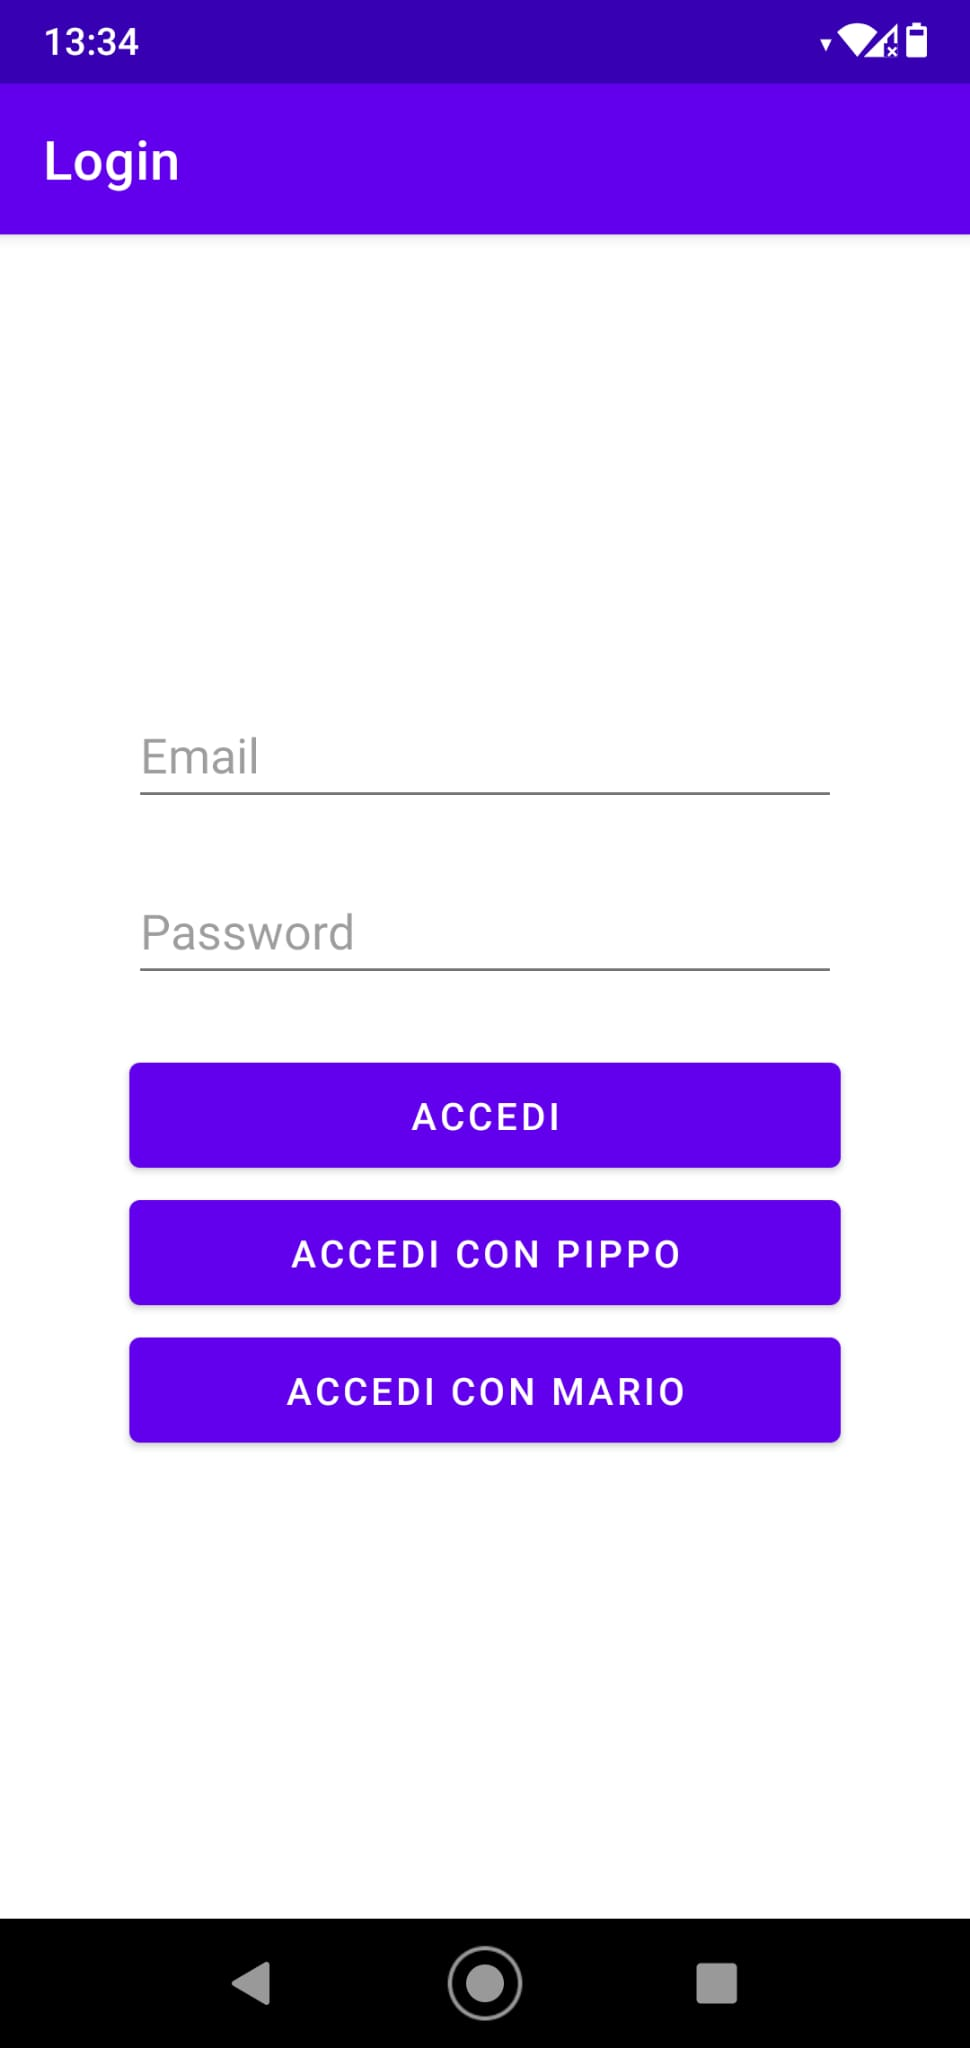 13:34
Login
Email
Password
ACCEDI
ACCEDI CON PIPPO
ACCEDI CON MARIO